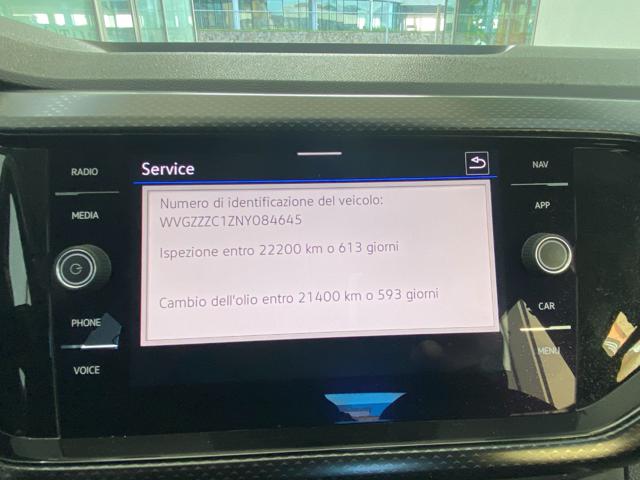 Service
RADIO
MEDIA
PHONE
VOICE
Numero di identificazione del veicolo:
WVGZZZC1ZNY084645
Ispezione entro 22200 km o 613 giorni
Cambio dell'olio entro 21400 km o 593 giorni
NAV
APP
CAR
MENU